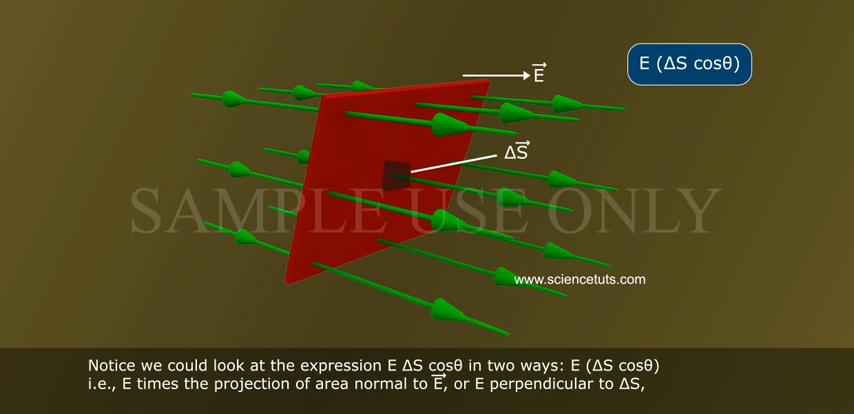 E⃗
E (ΔS cosθ)
ΔS⃗
SAMPLE USE ONLY
www.sciencetuts.com
Notice we could look at the expression E ΔS cosθ in two ways: E (ΔS cosθ)
i.e., E times the projection of area normal to E⃗, or E perpendicular to ΔS,